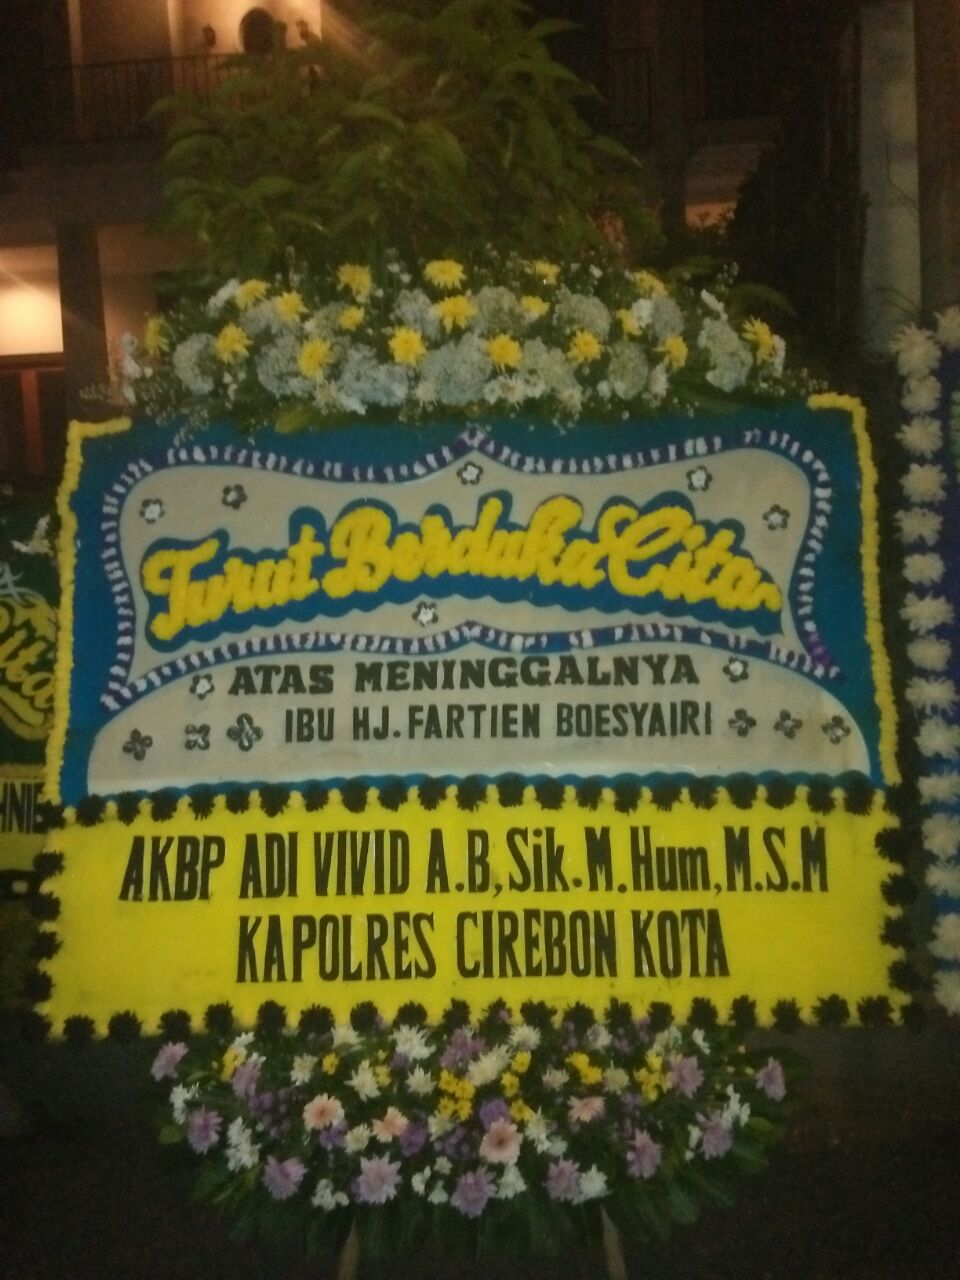 Turut Berduka Cita
ATAS MENINGGALNYA
IBU HJ. FARTIEN BOESYAIRI
AKBP ADI VIVID A.B, Sik. M. Hum, M.S.M
KAPOLRES CIREBON KOTA